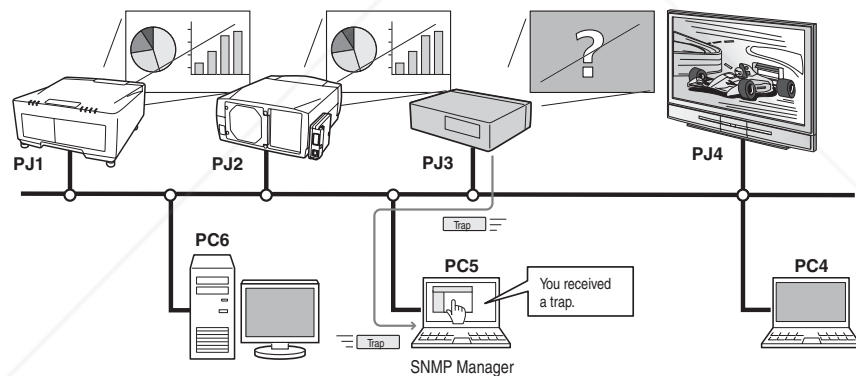 ?
PJ1
PJ2
PJ3
PJ4
Trap
PC6
PC5
PC4
You received
a trap.
Trap
SNMP Manager